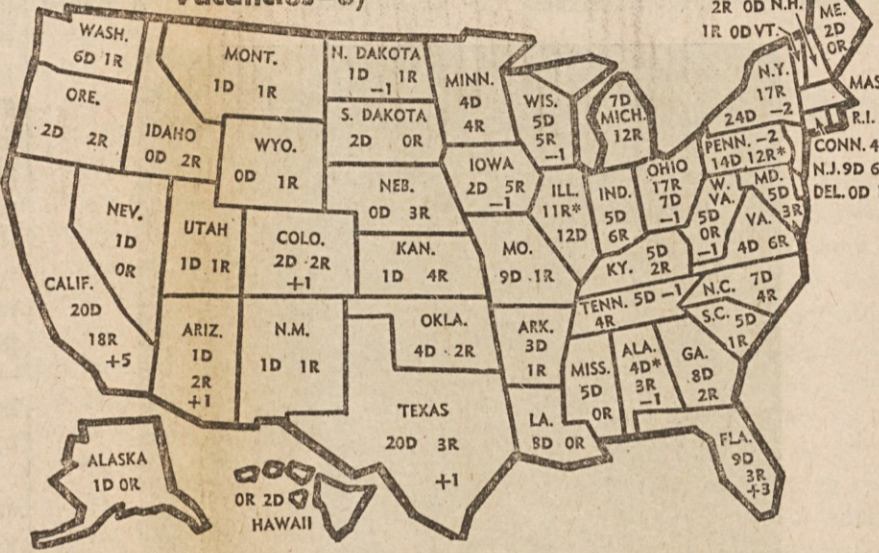 2R 0D N.H.
1R 0D VT.
ME.
2D
0R
WASH.
6D 1R
ORE.
2D 2R
IDAHO
0D 2R
MONT.
1D 1R
WYO.
0D 1R
N. DAKOTA
1D 1R
-1
S. DAKOTA
2D 0R
NEB.
0D 3R
KAN.
1D 4R
MINN.
4D
4R
IOWA
2D 5R
-1
WIS.
5D
5R
-1
7D
MICH.
12R
ILL.
11R*
12D
IND.
5D
6R
OHIO
17R
7D
-1
N.Y.
17R
24D -2
PENN. -2
14D 12R*
MAS
R.I.
CONN. 4
N.J. 9D 6
DEL. 0D
MD.
5D
3R
W.
VA.
5D
0R
-1
VA.
4D 6R
KY. 5D
2R
TENN. 5D -1
4R
N.C. 7D
4R
S.C. 5D
1R
NEV.
1D
0R
UTAH
1D 1R
COLO.
2D 2R
+1
CALIF.
20D
18R
+5
ARIZ.
1D
2R
+1
N.M.
1D 1R
OKLA.
4D 2R
TEXAS
20D 3R
+1
MO.
9D 1R
ARK.
3D
1R
LA.
8D 0R
MISS.
5D
0R
ALA.
4D*
3R
-1
GA.
8D
2R
FLA.
9D
3R
+3
ALASKA
1D 0R
0R 2D
HAWAII